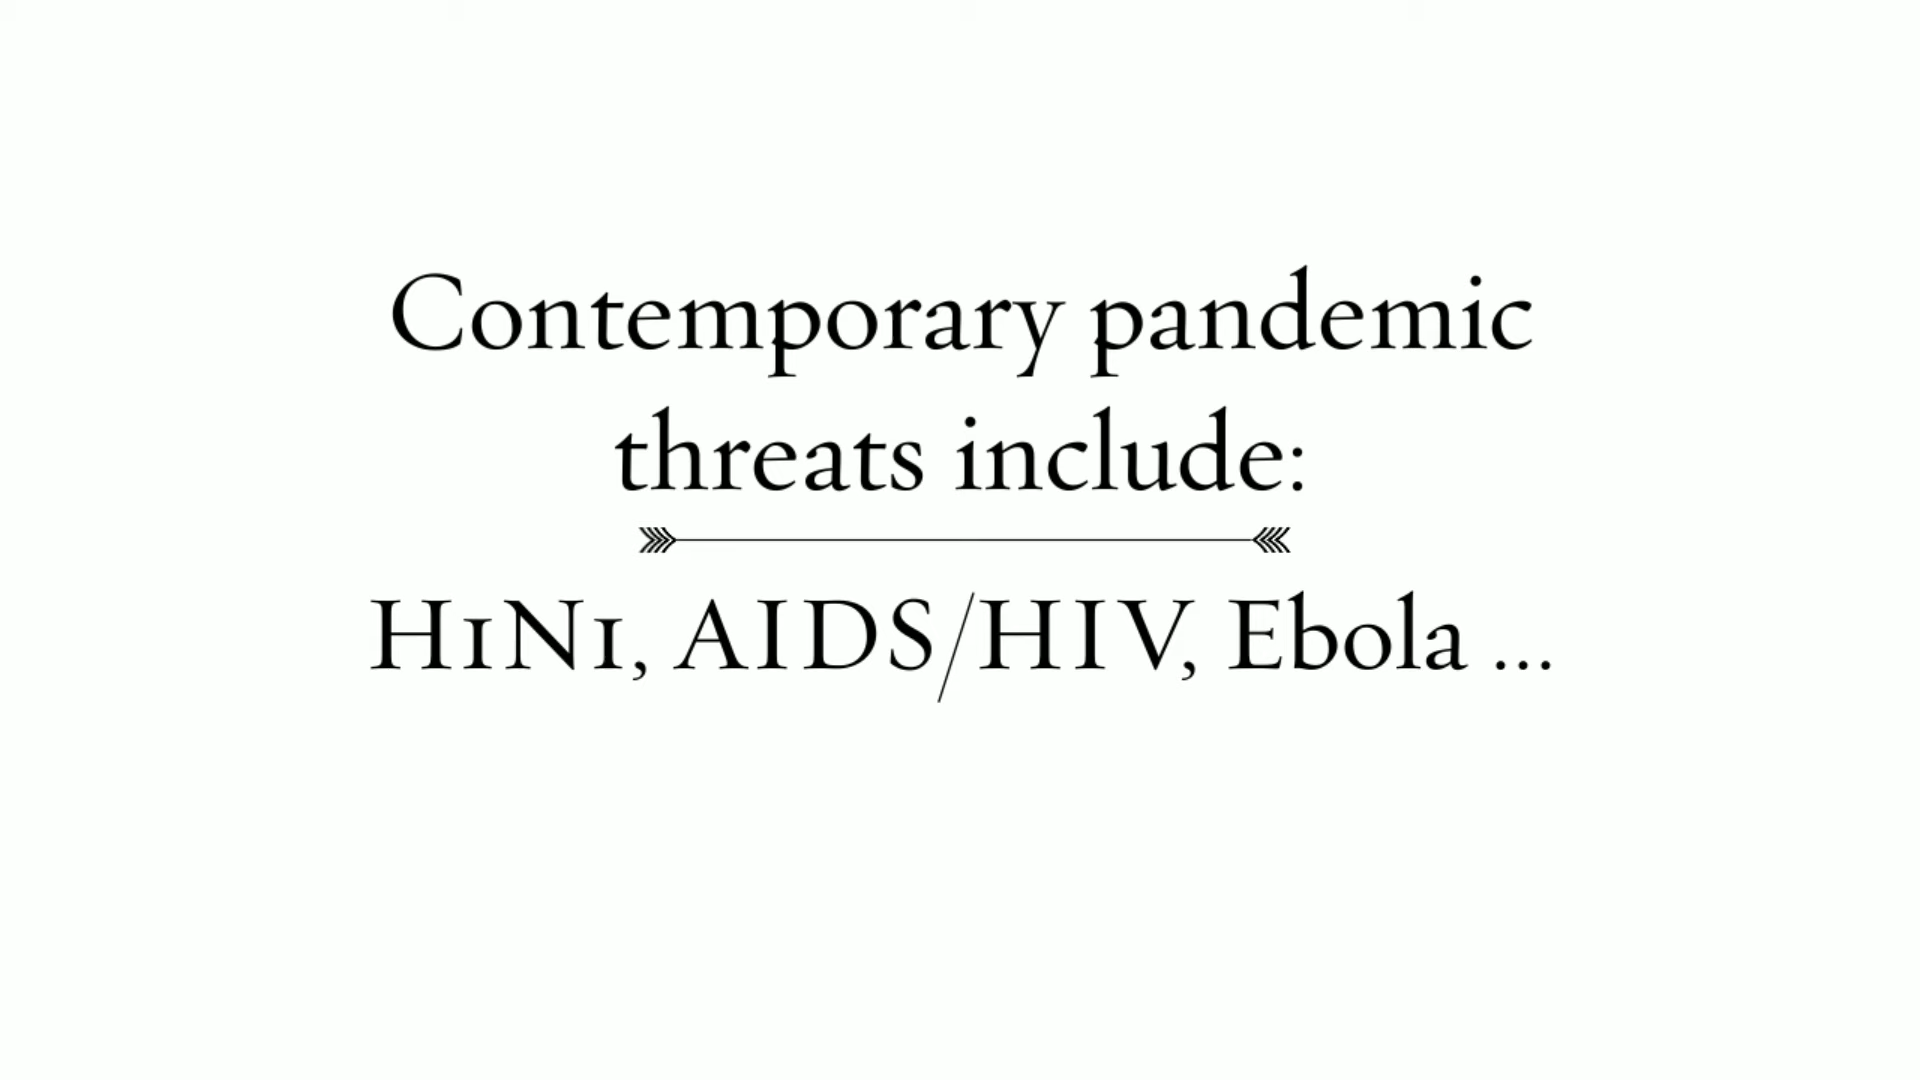 Contemporary pandemic
threats include:
H1N1, AIDS/HIV, Ebola ...